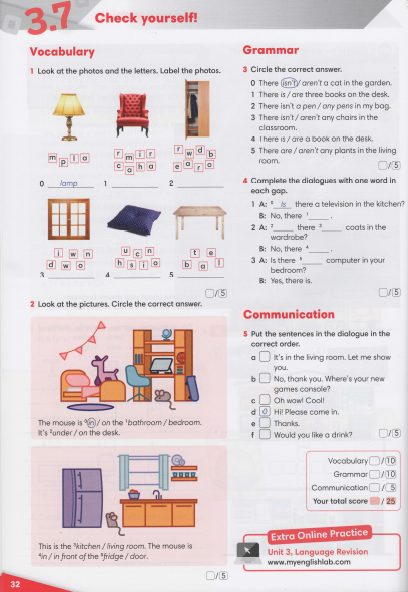 3.7 Check yourself!
Vocabulary
1 Look at the photos and the letters. Label the photos.
m p l a
r m i r
c a h a
r w d b
e a r o
0 lamp 1 2
i w n
d w o
u c n
h s i o
t e
b a l
3 4 5
/5
2 Look at the pictures. Circle the correct answer.
The mouse is ⁰in / on the ¹bathroom / bedroom.
It's ²under / on the desk.
This is the ³kitchen / living room. The mouse is
⁴in / in front of the ⁵fridge / door.
/5
Grammar
3 Circle the correct answer.
0 There isn't / aren't a cat in the garden.
1 There is / are three books on the desk.
2 There isn't a pen / any pens in my bag.
3 There isn't / aren't any chairs in the
classroom.
4 There is / are a book on the desk.
5 There are / aren't any plants in the living
room.
/5
4 Complete the dialogues with one word in
each gap.
1 A: ⁰ Is there a television in the kitchen?
B: No, there ¹ .
2 A: ² there ³ coats in the
wardrobe?
B: No, there ⁴ .
3 A: Is there ⁵ computer in your
bedroom?
B: Yes, there is.
/5
Communication
5 Put the sentences in the dialogue in the
correct order.
a It's in the living room. Let me show
you.
b No, thank you. Where's your new
games console?
c Oh wow! Cool!
d 0 Hi! Please come in.
e Thanks.
f Would you like a drink?
/5
Vocabulary /10
Grammar /10
Communication /5
Your total score /25
Extra Online Practice
Unit 3, Language Revision
www.myenglishlab.com
32